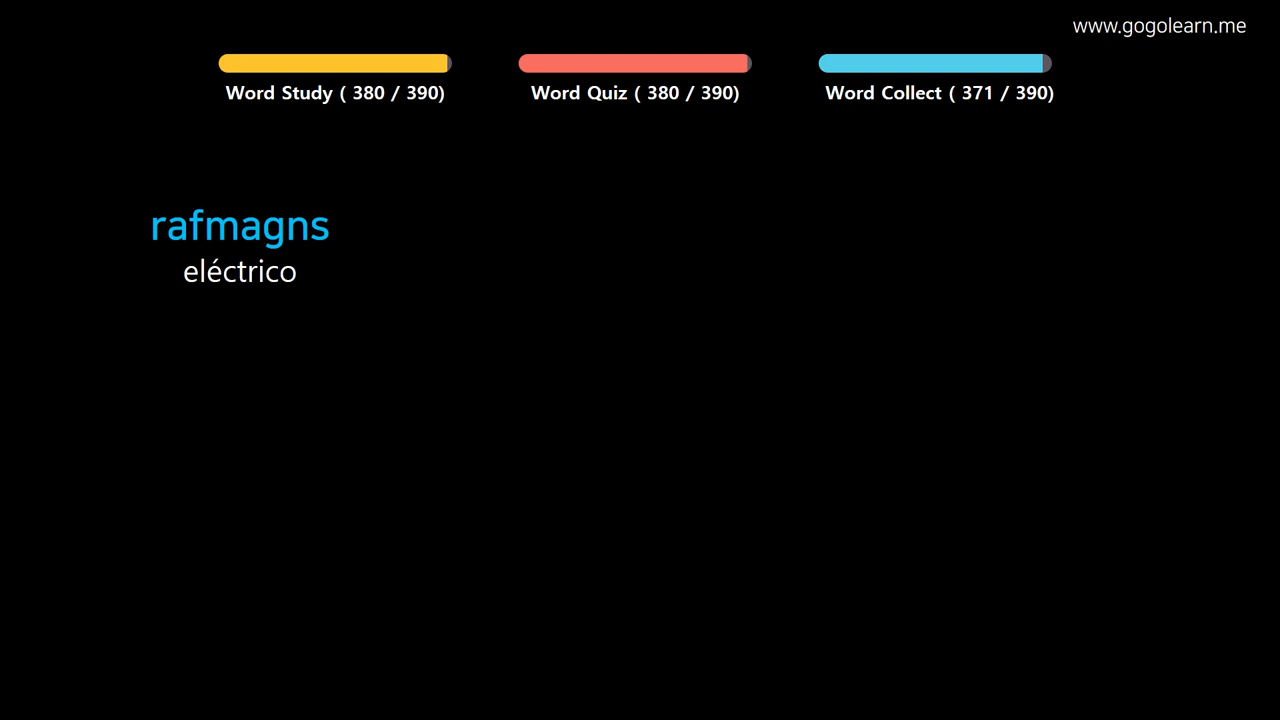 www.gogolearn.me
Word Study ( 380 / 390)
Word Quiz ( 380 / 390)
Word Collect ( 371 / 390)
rafmagns
eléctrico